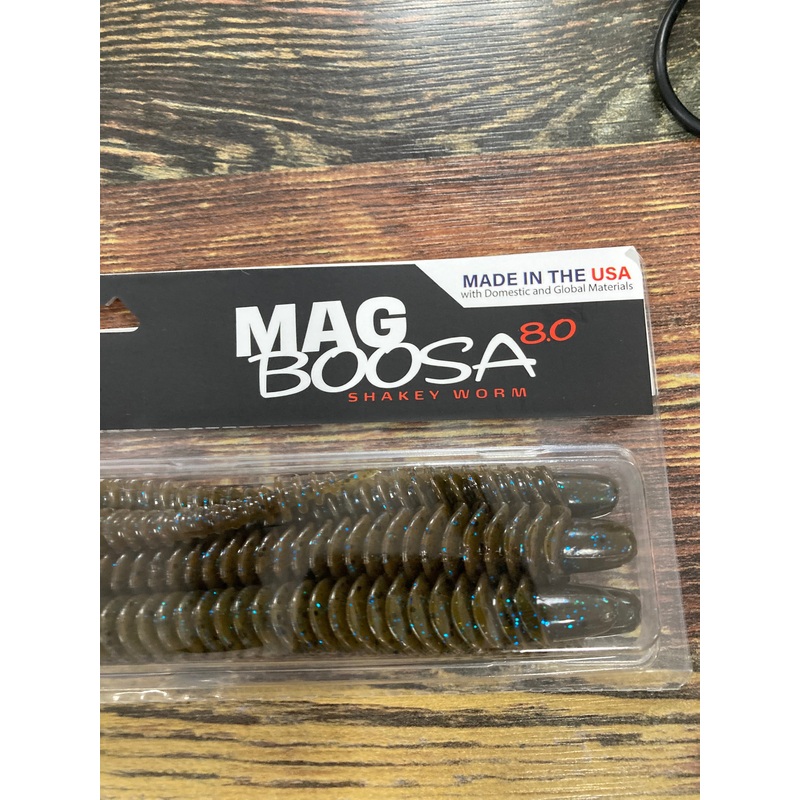 MADE IN THE USA
with Domestic and Global Materials
MAG
BOOSA 8.0
SHAKEY WORM